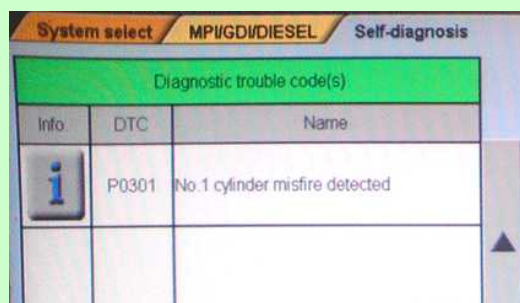 System select MPI/GDI/DIESEL Self-diagnosis
Diagnostic trouble code(s)
Info. DTC Name
i P0301 No.1 cylinder misfire detected